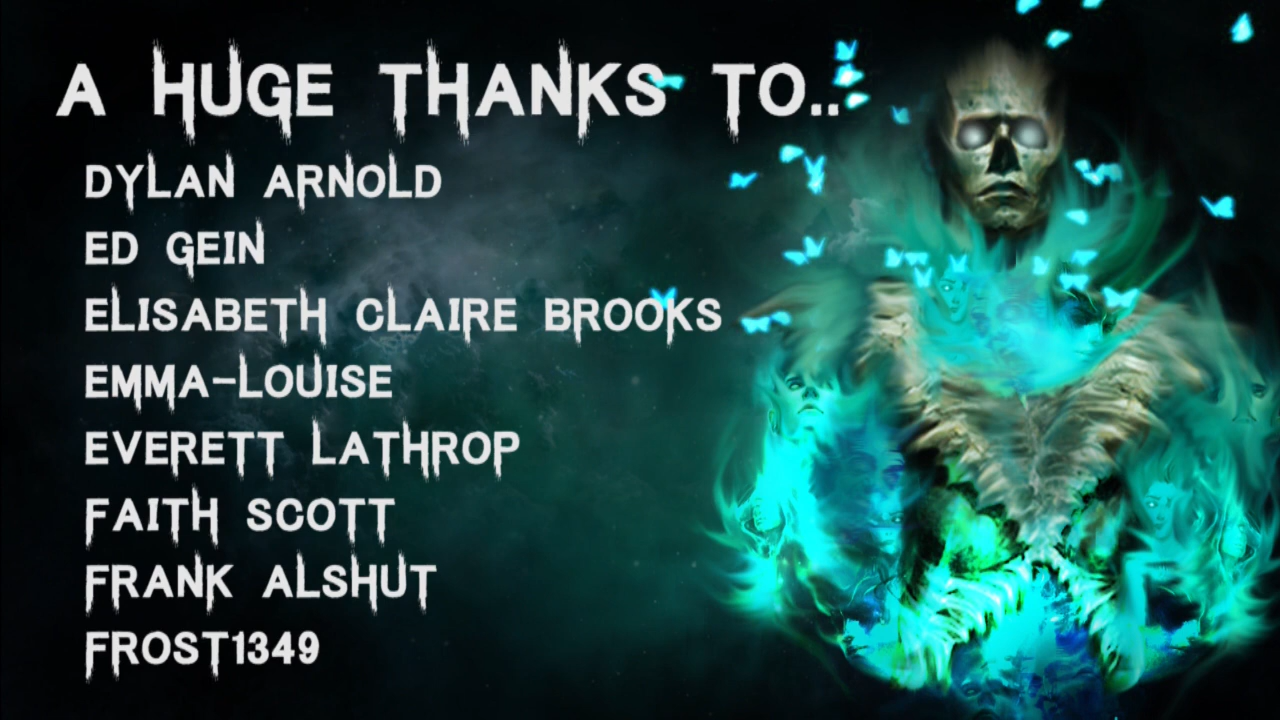 A HUGE THANKS TO..
DYLAN ARNOLD
ED GEIN
ELISABETH CLAIRE BROOKS
EMMA-LOUISE
EVERETT LATHROP
FAITH SCOTT
FRANK ALSHUT
FROST1349